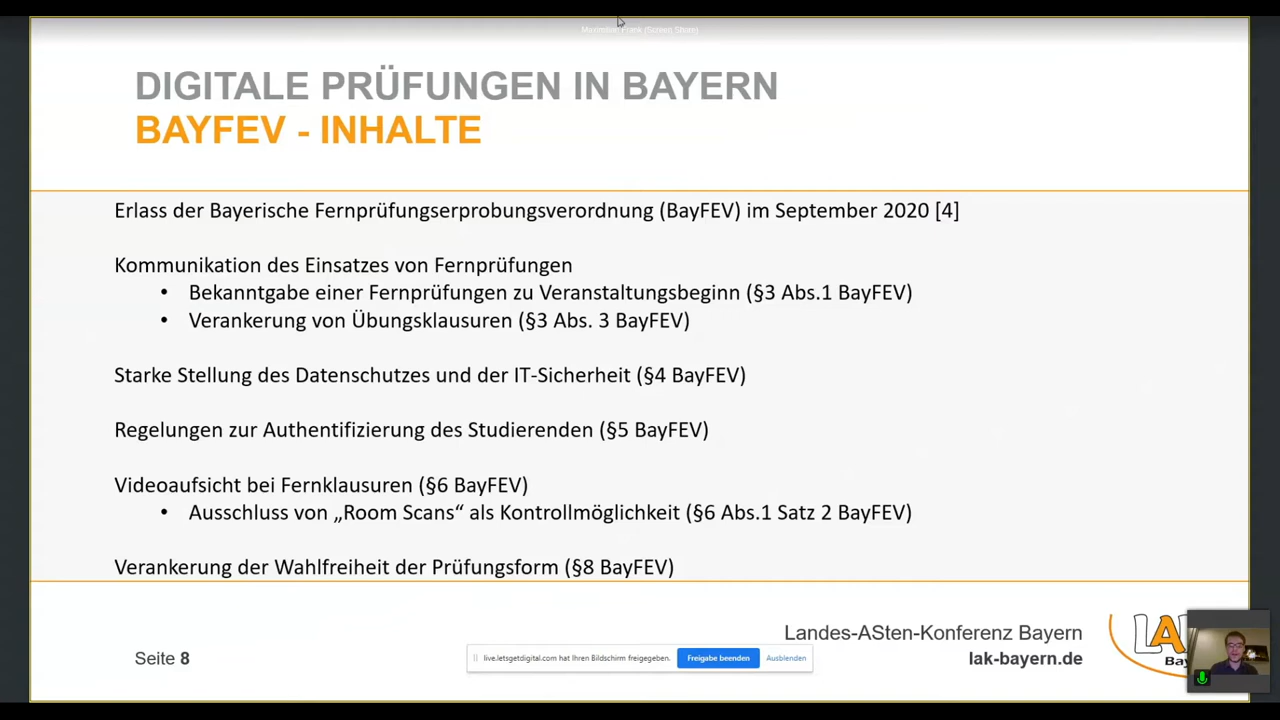 Maximilian Frank (Screen Share)
DIGITALE PRÜFUNGEN IN BAYERN
BAYFEV - INHALTE
Erlass der Bayerische Fernprüfungserprobungsverordnung (BayFEV) im September 2020 [4]
Kommunikation des Einsatzes von Fernprüfungen
• Bekanntgabe einer Fernprüfungen zu Veranstaltungsbeginn (§3 Abs.1 BayFEV)
• Verankerung von Übungsklausuren (§3 Abs. 3 BayFEV)
Starke Stellung des Datenschutzes und der IT-Sicherheit (§4 BayFEV)
Regelungen zur Authentifizierung des Studierenden (§5 BayFEV)
Videoaufsicht bei Fernklausuren (§6 BayFEV)
• Ausschluss von „Room Scans“ als Kontrollmöglichkeit (§6 Abs.1 Satz 2 BayFEV)
Verankerung der Wahlfreiheit der Prüfungsform (§8 BayFEV)
Landes-ASten-Konferenz Bayern
lak-bayern.de
Seite 8
live.letsgetdigital.com hat Ihren Bildschirm freigegeben.
Freigabe beenden
Ausblenden